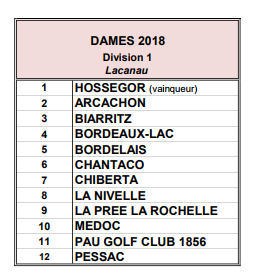 DAMES 2018
Division 1
Lacanau
1 HOSSEGOR (vainqueur)
2 ARCACHON
3 BIARRITZ
4 BORDEAUX-LAC
5 BORDELAIS
6 CHANTACO
7 CHIBERTA
8 LA NIVELLE
9 LA PREE LA ROCHELLE
10 MEDOC
11 PAU GOLF CLUB 1856
12 PESSAC